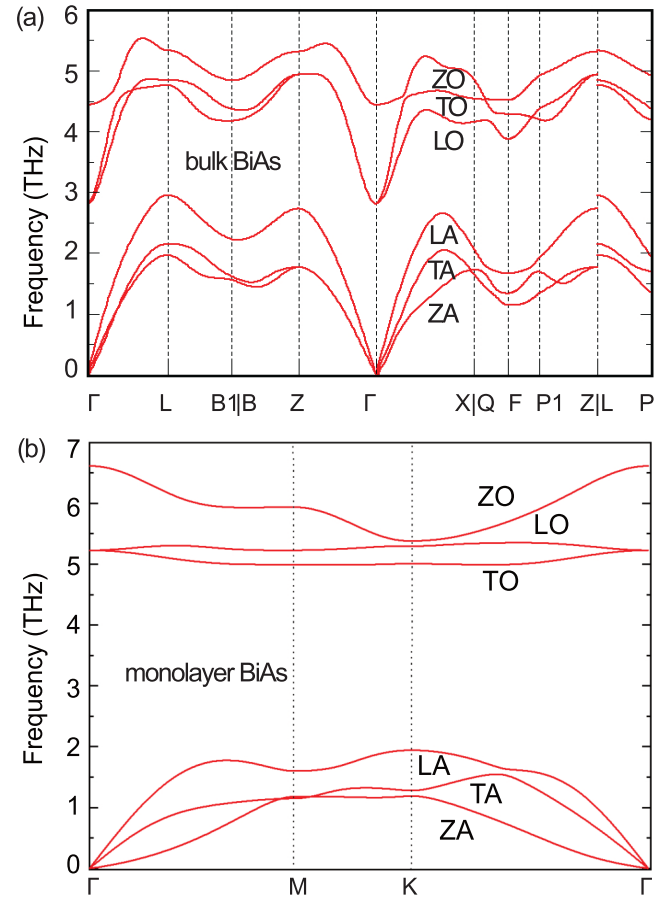 (a)
6
5
4
3
2
1
0
Frequency (THz)
bulk BiAs
ZO
TO
LO
LA
TA
ZA
Γ L B1|B Z Γ X|Q F P1 Z|L P
(b)
7
6
5
4
3
2
1
0
Frequency (THz)
monolayer BiAs
ZO
LO
TO
LA
TA
ZA
Γ M K Γ